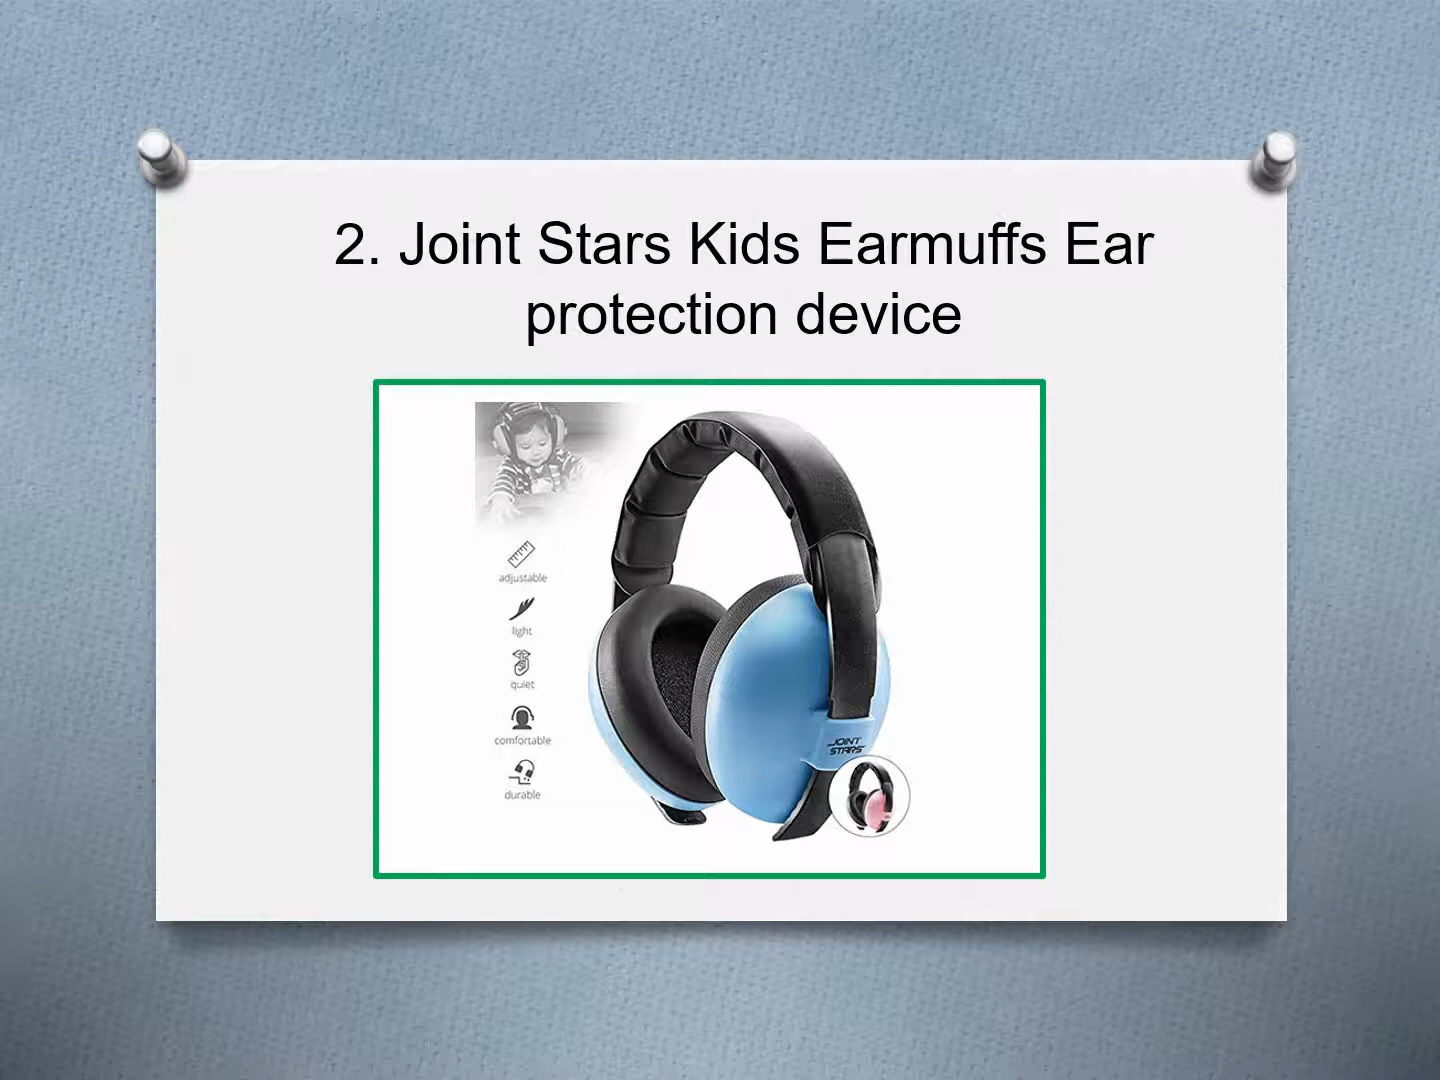 2. Joint Stars Kids Earmuffs Ear
protection device
adjustable
light
quiet
comfortable
durable
JOINT
STARS